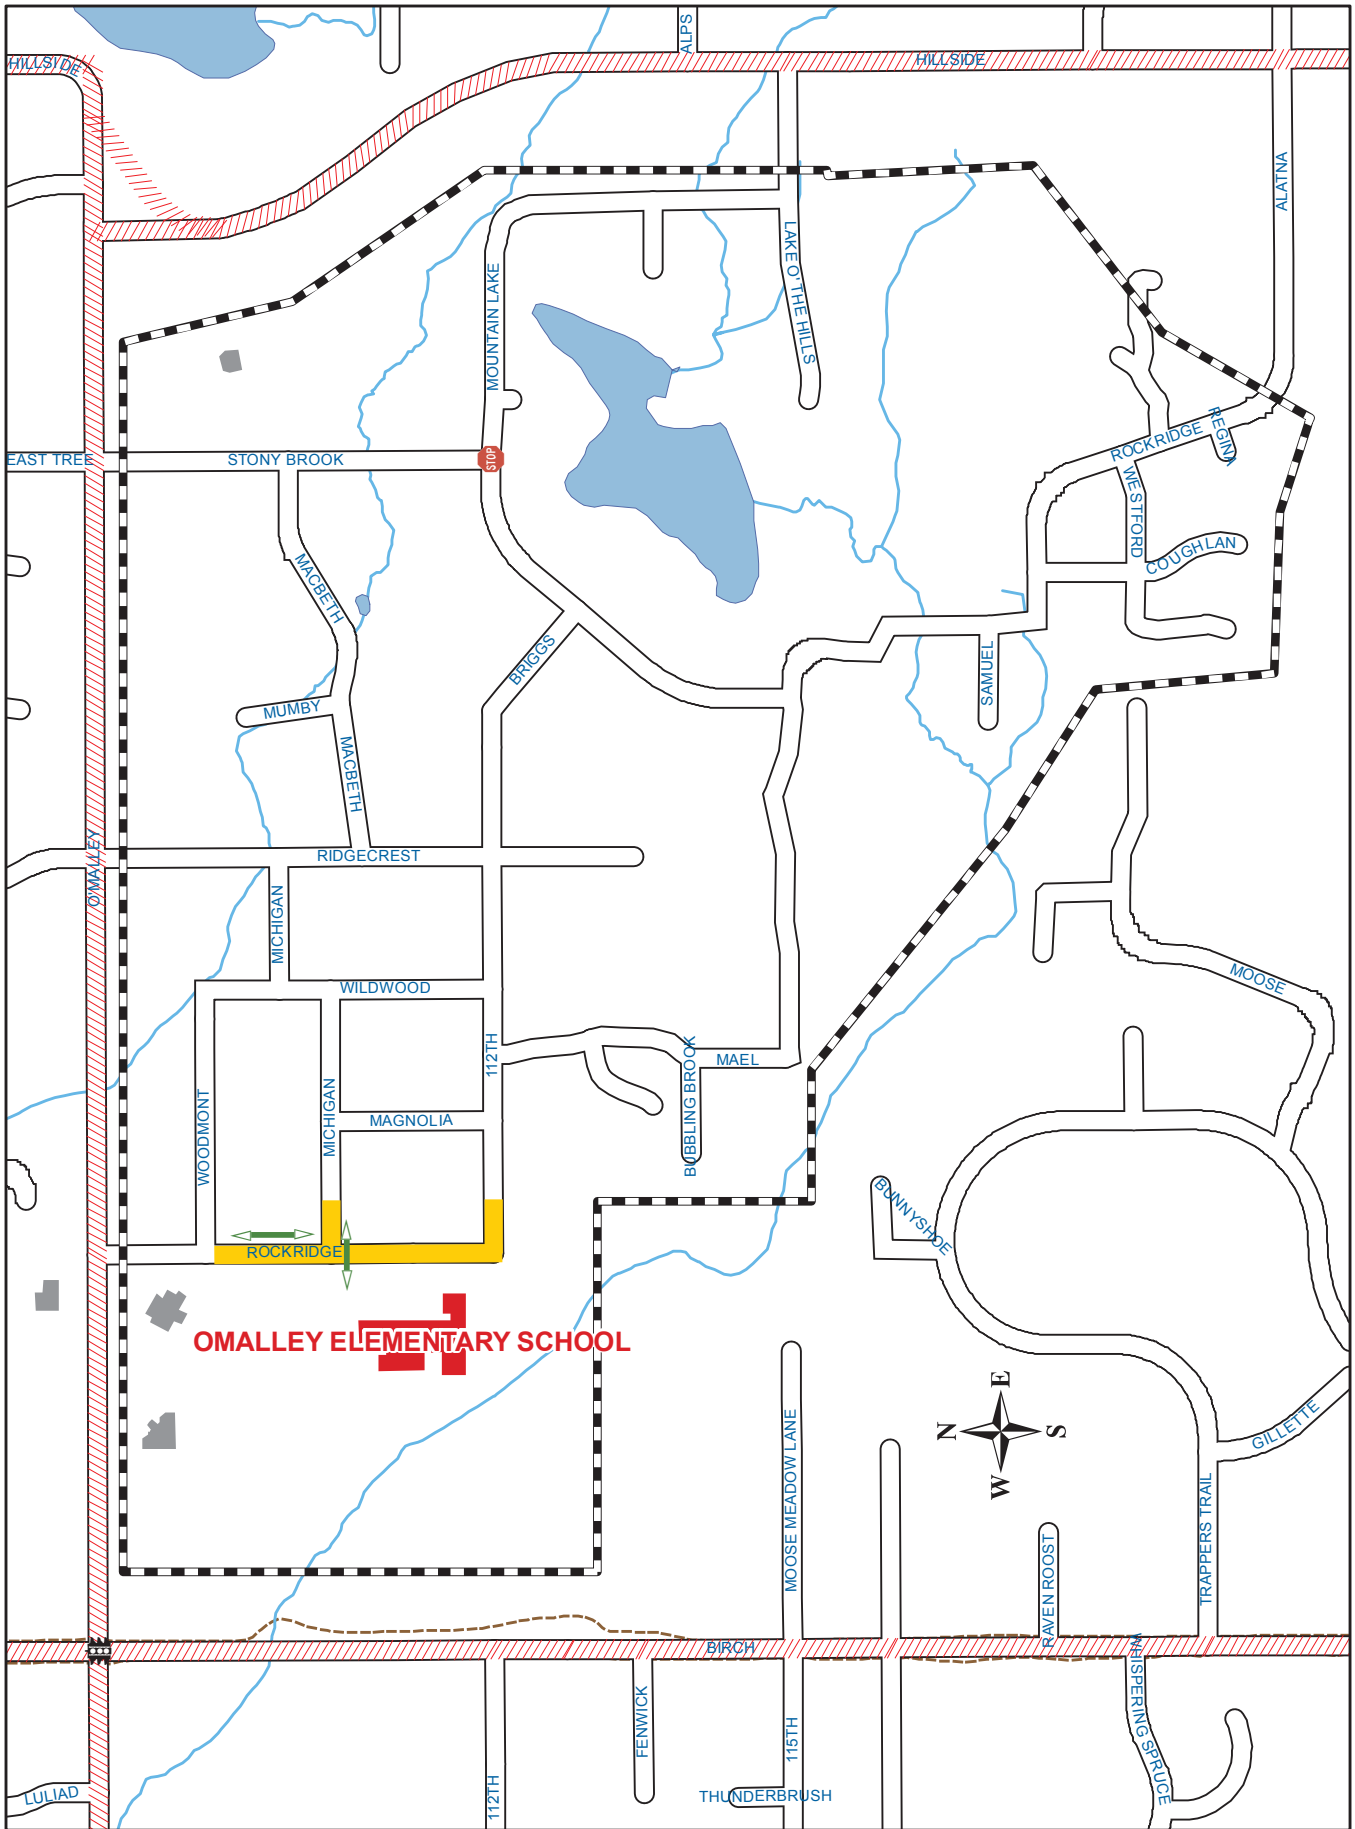 ALPS
HILLSIDE
HILLSIDE
ALATNA
LAKE O' THE HILLS
MOUNTAIN LAKE
REGINA
ROCKRIDGE
EAST TREE
STONY BROOK
STOP
WESTFORD
COUGHLAN
MACBETH
BRIGGS
SAMUEL
MUMBY
MACBETH
O'MALLEY
RIDGECREST
MICHIGAN
MOOSE
WILDWOOD
112TH
MAEL
BUBBLING BROOK
WOODMONT
MICHIGAN
MAGNOLIA
BUNNYSHOE
ROCKRIDGE
OMALLEY ELEMENTARY SCHOOL
E
N
S
W
MOOSE MEADOW LANE
GILLETTE
TRAPPERS TRAIL
RAVEN ROOST
BIRCH
WHISPERING SPRUCE
FENWICK
115TH
LULIAD
112TH
THUNDERBRUSH